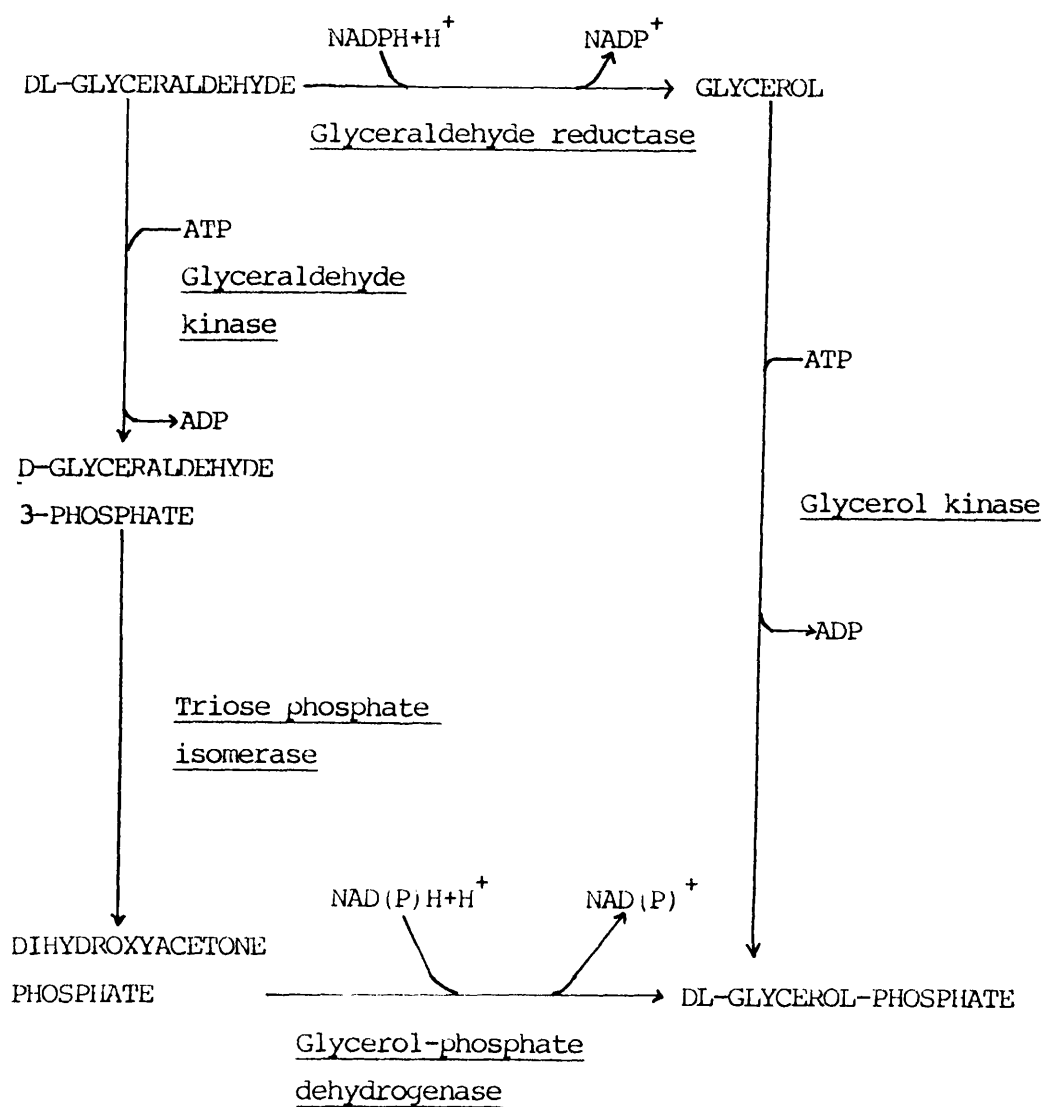 NADPH+H+ NADP+
DL-GLYCERALDEHYDE GLYCEROL
Glyceraldehyde reductase
ATP
Glyceraldehyde
kinase
ATP
ADP
D-GLYCERALDEHYDE
3-PHOSPHATE
Glycerol kinase
ADP
Triose phosphate
isomerase
NAD(P)H+H+ NAD(P)+
DIHYDROXYACETONE
PHOSPHATE
DL-GLYCEROL-PHOSPHATE
Glycerol-phosphate
dehydrogenase